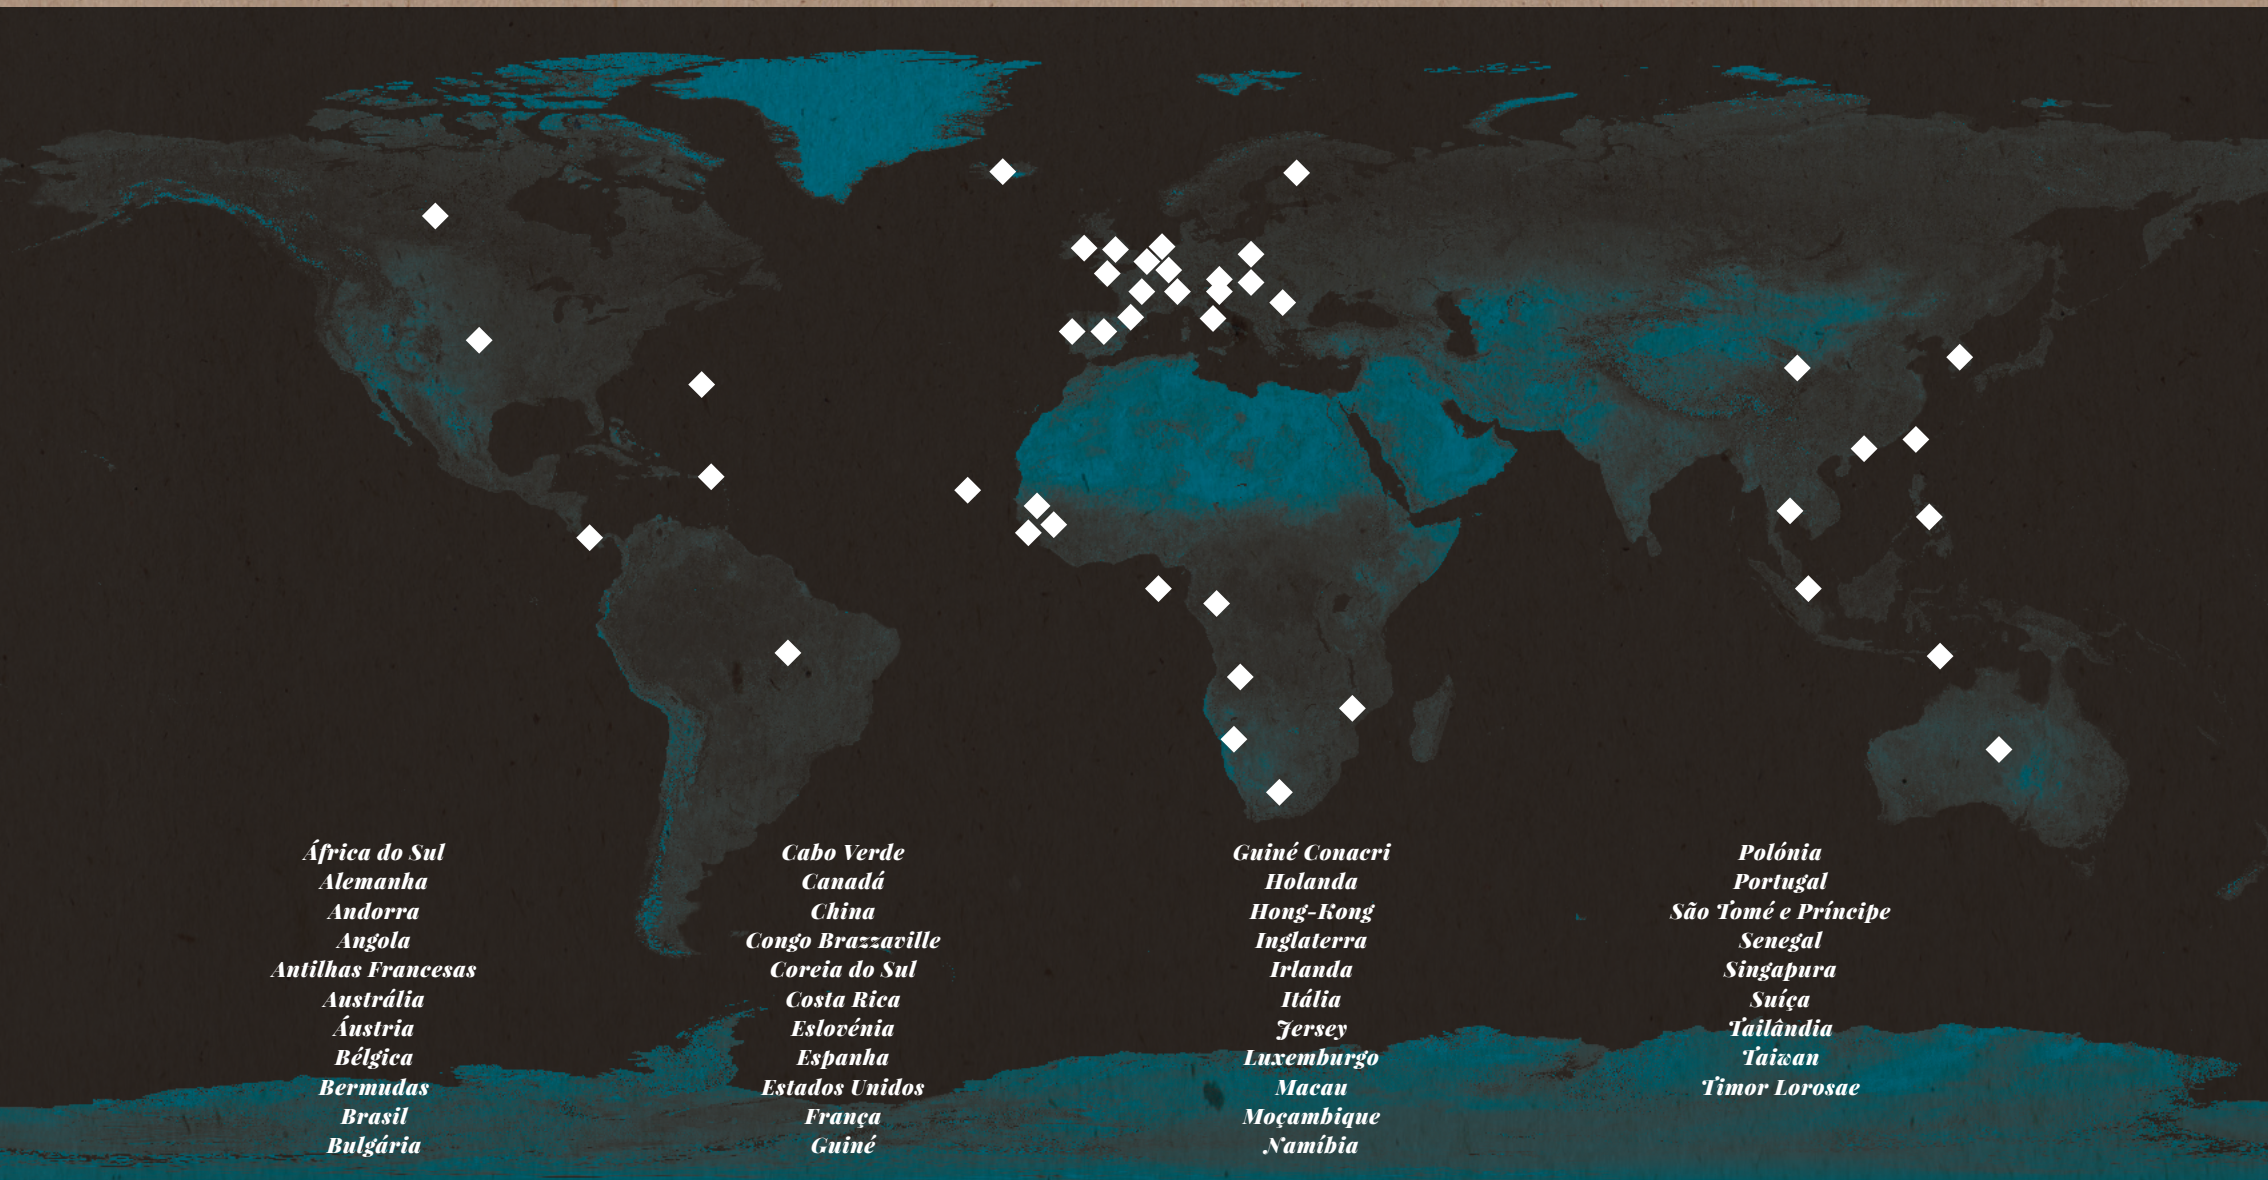 África do Sul
Alemanha
Andorra
Angola
Antilhas Francesas
Austrália
Áustria
Bélgica
Bermudas
Brasil
Bulgária
Cabo Verde
Canadá
China
Congo Brazzaville
Coreia do Sul
Costa Rica
Eslovénia
Espanha
Estados Unidos
França
Guiné
Guiné Conacri
Holanda
Hong-Kong
Inglaterra
Irlanda
Itália
Jersey
Luxemburgo
Macau
Moçambique
Namíbia
Polónia
Portugal
São Tomé e Príncipe
Senegal
Singapura
Suíça
Tailândia
Taiwan
Timor Lorosae